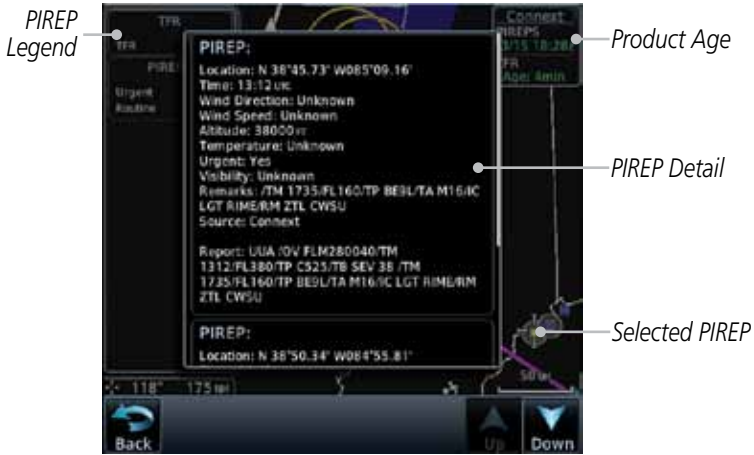 PIREP
Legend
TFR
TFR
PIREP
Urgent
Routine
PIREP:
Location: N 38°45.73' W085°09.16'
Time: 13:12 UTC
Wind Direction: Unknown
Wind Speed: Unknown
Altitude: 38000 FT
Temperature: Unknown
Urgent: Yes
Visibility: Unknown
Remarks: /TM 1735/FL160/TP BE9L/TA M16/IC
LGT RIME/RM ZTL CWSU
Source: Connext
Report: UUA /OV FLM280040/TM
1312/FL380/TP C525/TB SEV 38 /TM
1735/FL160/TP BE9L/TA M16/IC LGT RIME/RM
ZTL CWSU
PIREP:
Location: N 38°50.34' W084°55.81'
Connext
PIREPS
18:28
Age: 4min
Product Age
PIREP Detail
Selected PIREP
118° 175
50
Back
Up
Down